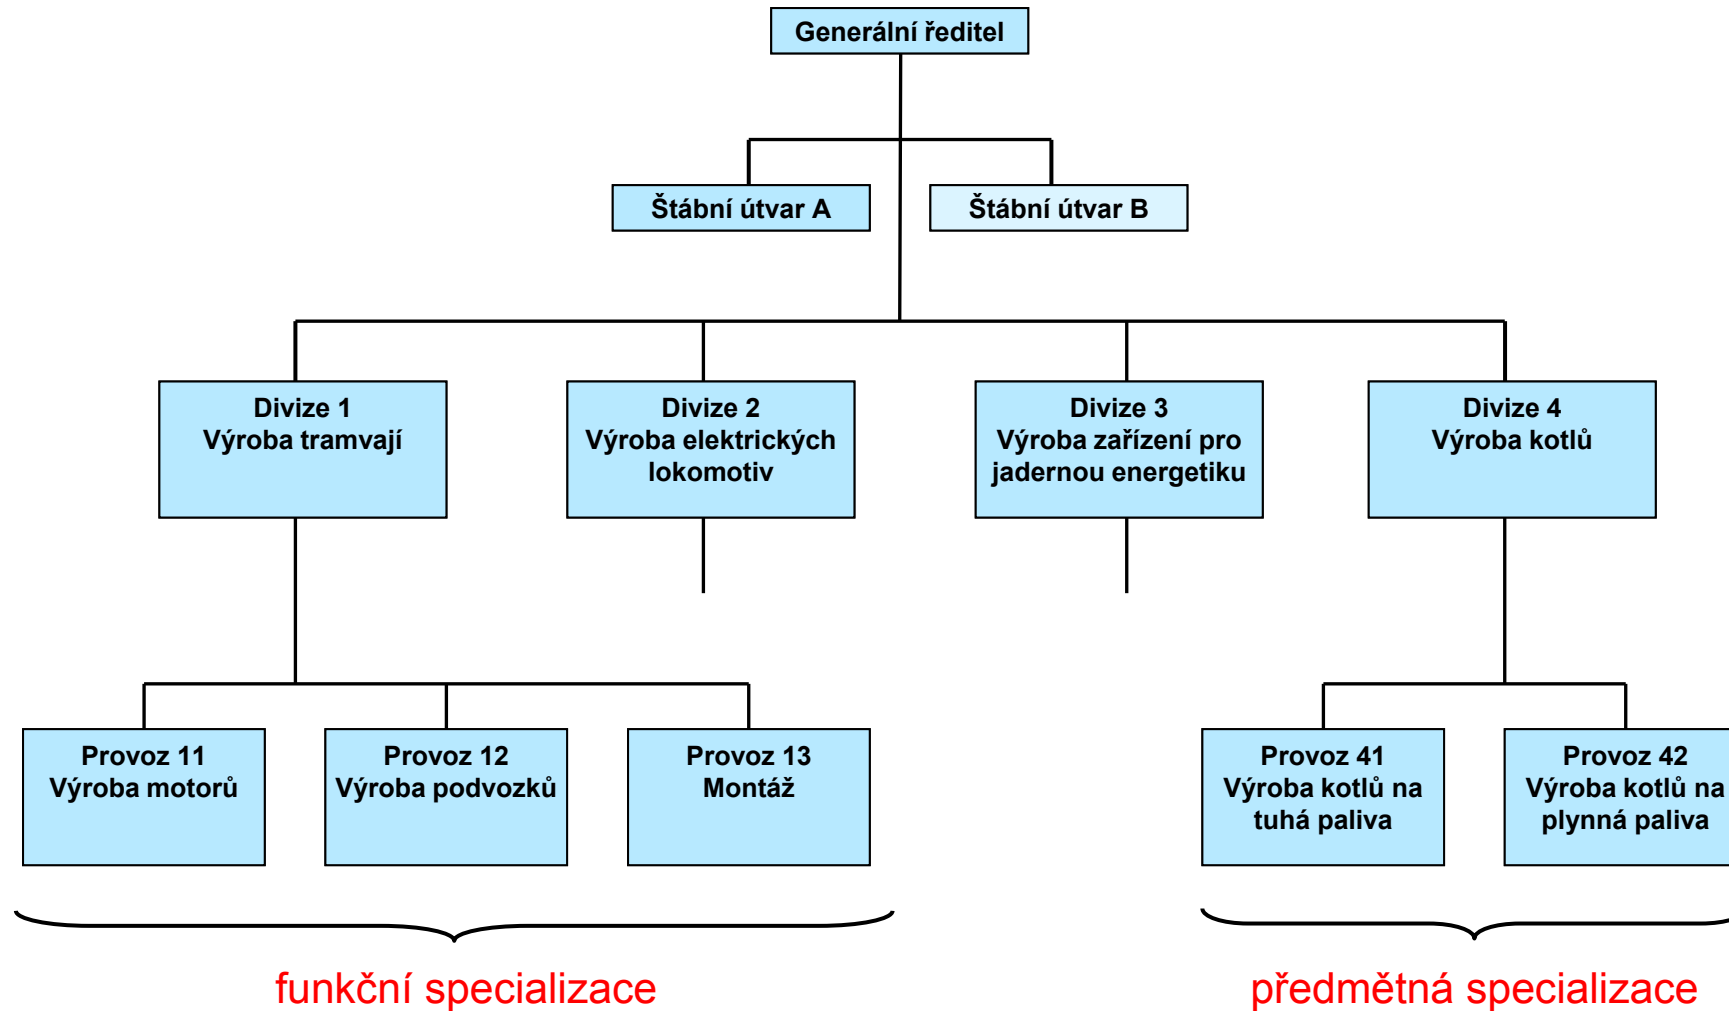 Generální ředitel
Štábní útvar A
Štábní útvar B
Divize 1
Výroba tramvají
Divize 2
Výroba elektrických
lokomotiv
Divize 3
Výroba zařízení pro
jadernou energetiku
Divize 4
Výroba kotlů
Provoz 11
Výroba motorů
Provoz 12
Výroba podvozků
Provoz 13
Montáž
Provoz 41
Výroba kotlů na
tuhá paliva
Provoz 42
Výroba kotlů na
plynná paliva
funkční specializace
předmětná specializace